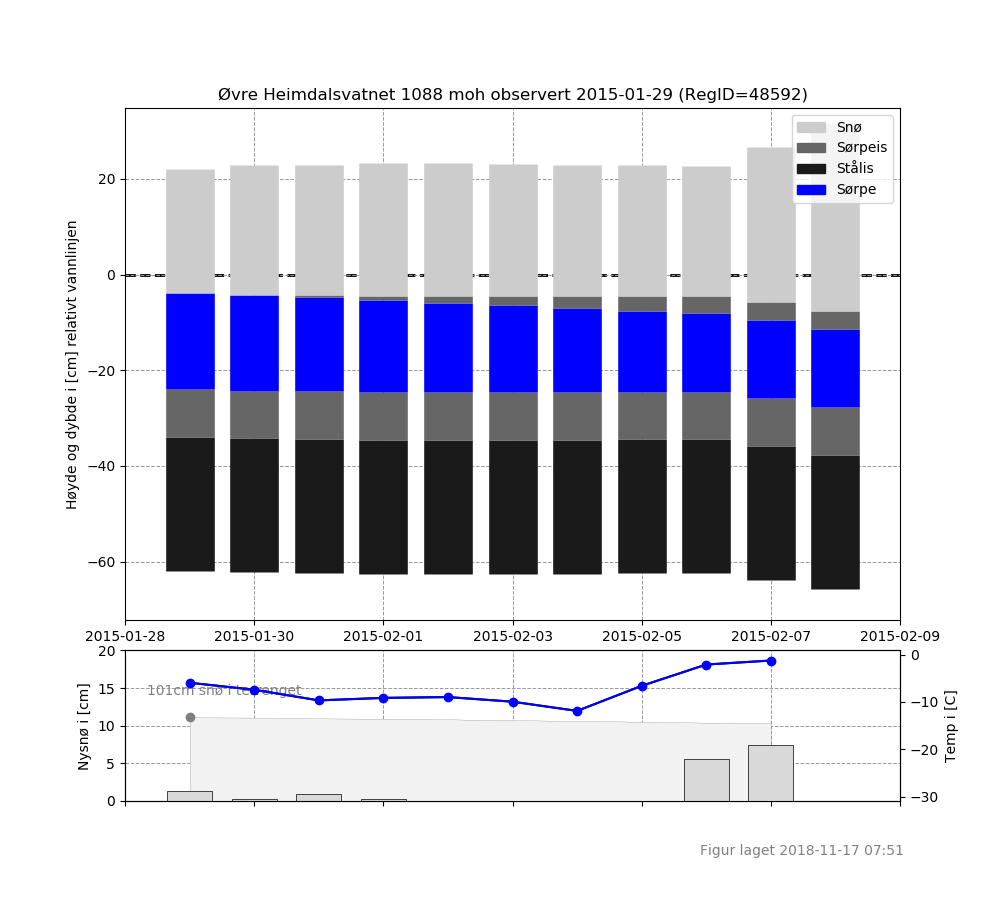 Øvre Heimdalsvatnet 1088 moh observert 2015-01-29 (RegID=48592)
Snø
Sørpeis
Stålis
Sørpe
Høyde og dybde i [cm] relativt vannlinjen
20
0
−20
−40
−60
2015-01-28 2015-01-30 2015-02-01 2015-02-03 2015-02-05 2015-02-07 2015-02-09
Nysnø i [cm]
20
15
10
5
0
101cm snø i terrenget
0
−10
−20
−30
Temp i [C]
Figur laget 2018-11-17 07:51